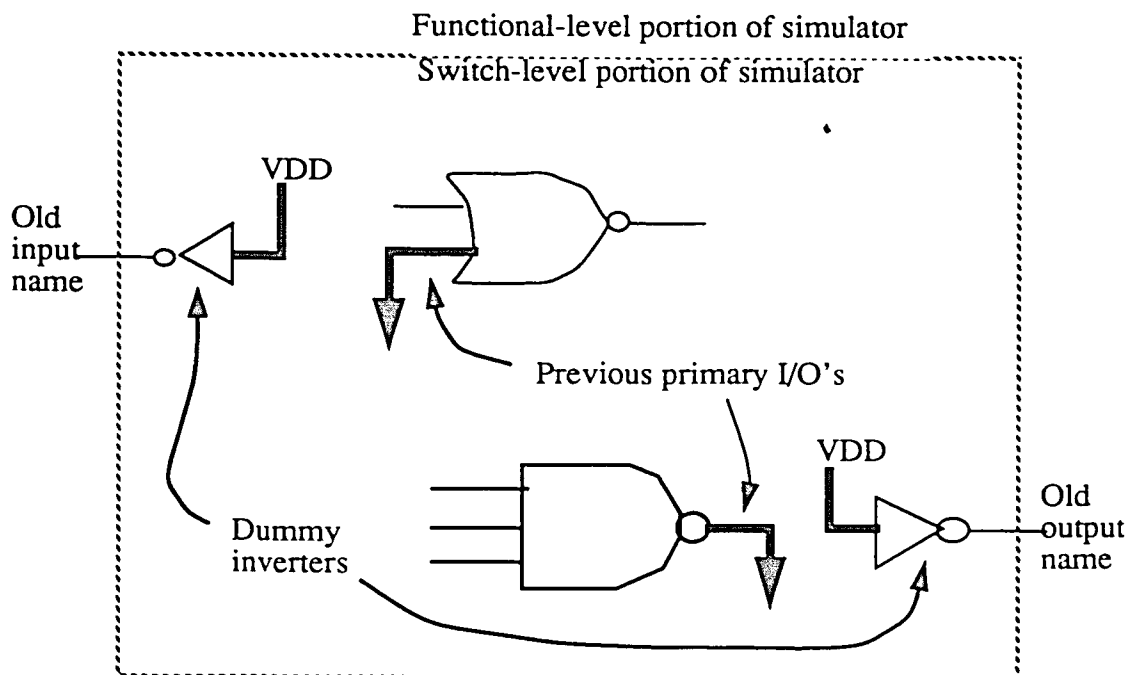 Functional-level portion of simulator
Switch-level portion of simulator
VDD
Old
input
name
Previous primary I/O's
VDD
Old
output
name
Dummy
inverters